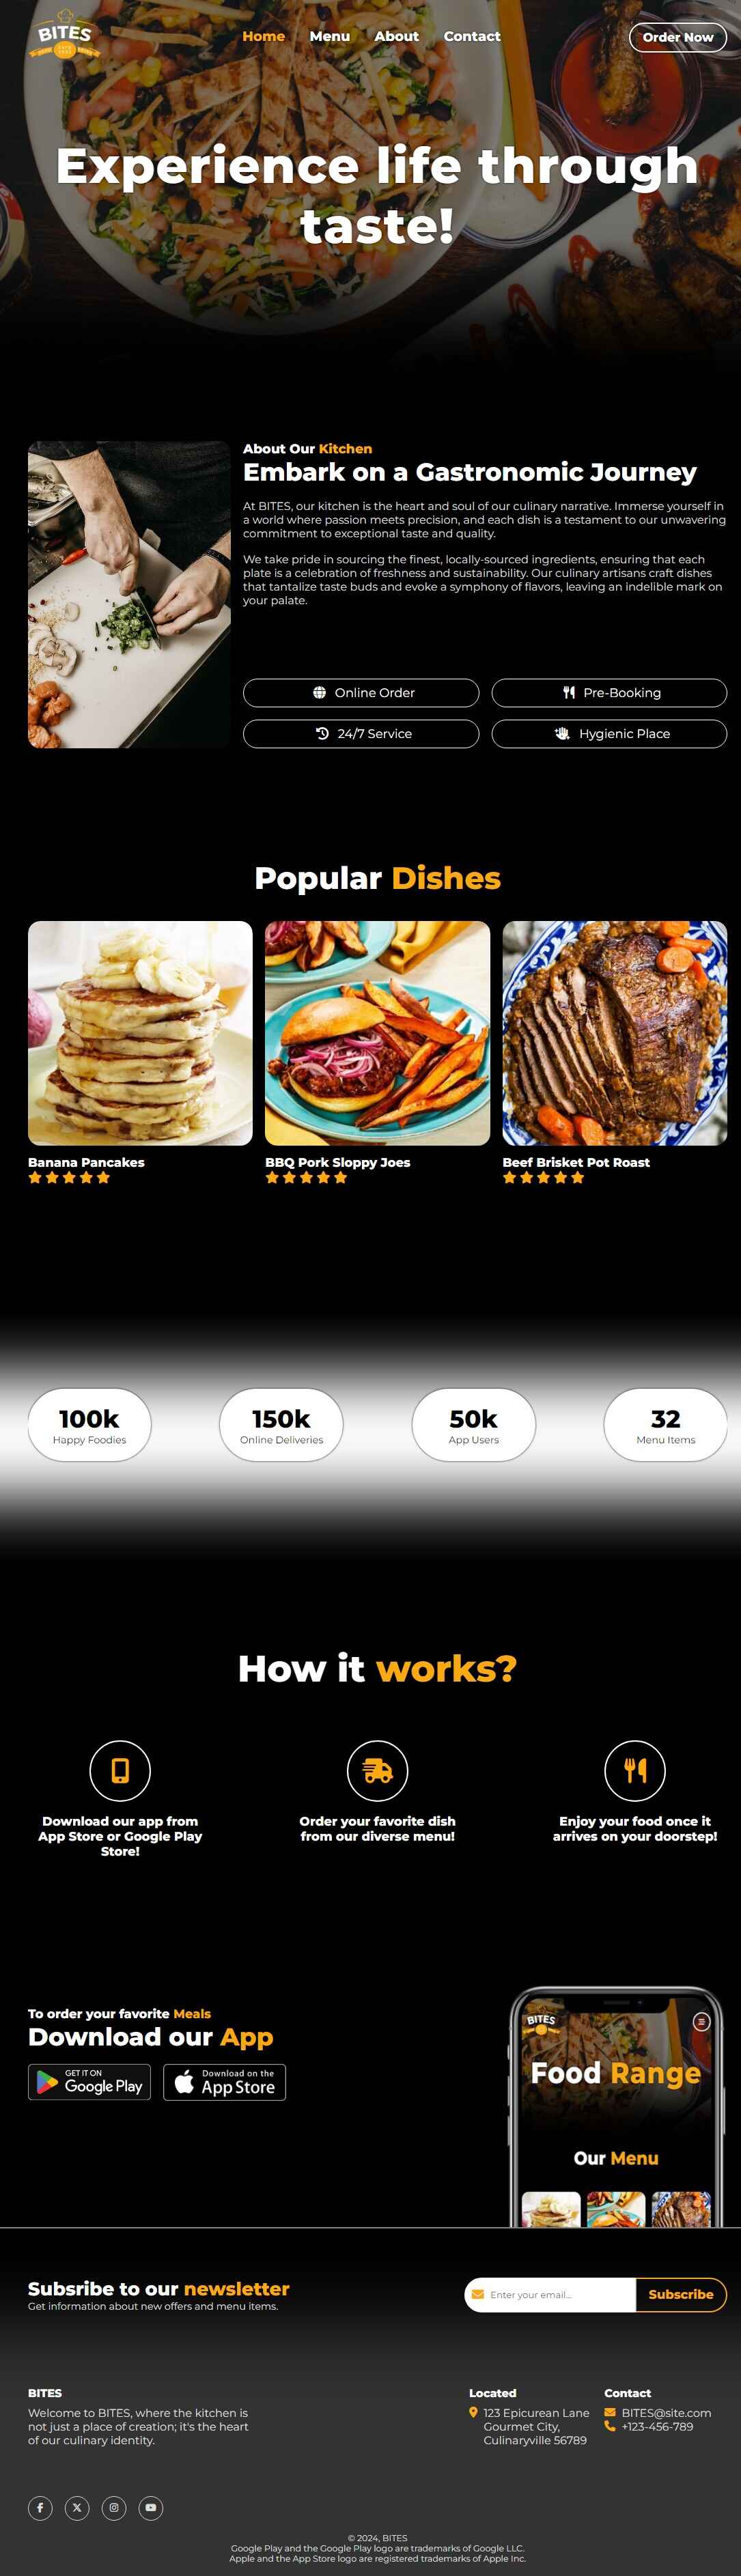 BITES
Home Menu About Contact
Order Now
Experience life through
taste!
About Our Kitchen
Embark on a Gastronomic Journey
At BITES, our kitchen is the heart and soul of our culinary narrative. Immerse yourself in
a world where passion meets precision, and each dish is a testament to our unwavering
commitment to exceptional taste and quality.
We take pride in sourcing the finest, locally-sourced ingredients, ensuring that each
plate is a celebration of freshness and sustainability. Our culinary artisans craft dishes
that tantalize taste buds and evoke a symphony of flavors, leaving an indelible mark on
your palate.
Online Order
Pre-Booking
24/7 Service
Hygienic Place
Popular Dishes
Banana Pancakes
BBQ Pork Sloppy Joes
Beef Brisket Pot Roast
100k
Happy Foodies
150k
Online Deliveries
50k
App Users
32
Menu Items
How it works?
Download our app from
App Store or Google Play
Store!
Order your favorite dish
from our diverse menu!
Enjoy your food once it
arrives on your doorstep!
To order your favorite Meals
Download our App
GET IT ON
Google Play
Download on the
App Store
BITES
Food Range
Our Menu
Subsribe to our newsletter
Get information about new offers and menu items.
Enter your email...
Subscribe
BITES
Welcome to BITES, where the kitchen is
not just a place of creation; it's the heart
of our culinary identity.
Located
123 Epicurean Lane
Gourmet City,
Culinaryville 56789
Contact
BITES@site.com
+123-456-789
© 2024, BITES
Google Play and the Google Play logo are trademarks of Google LLC.
Apple and the App Store logo are registered trademarks of Apple Inc.